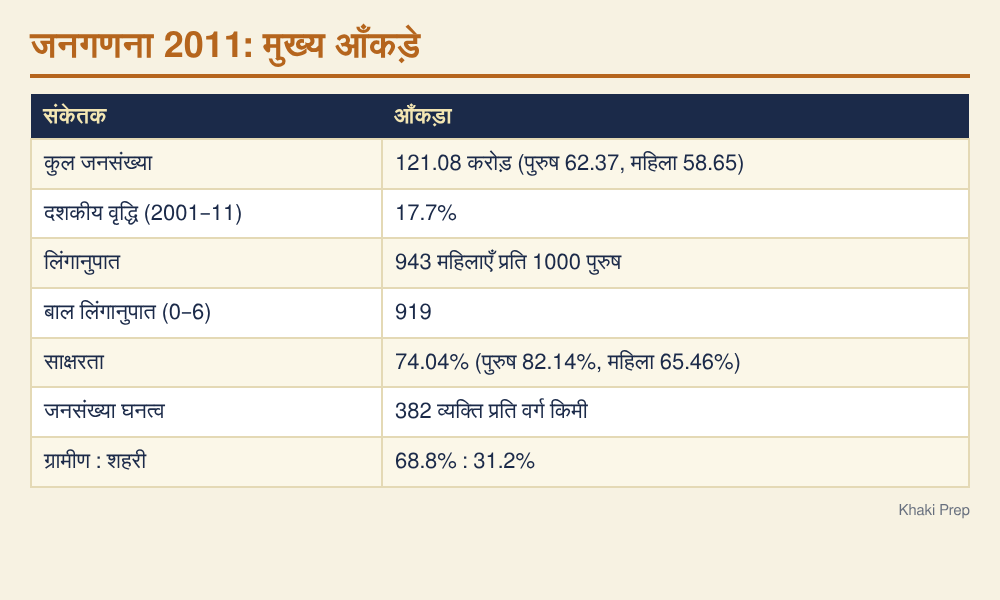 जनगणना 2011: मुख्य आँकड़े
संकेतक आँकड़ा
कुल जनसंख्या 121.08 करोड़ (पुरुष 62.37, महिला 58.65)
दशकीय वृद्धि (2001–11) 17.7%
लिंगानुपात 943 महिलाएँ प्रति 1000 पुरुष
बाल लिंगानुपात (0–6) 919
साक्षरता 74.04% (पुरुष 82.14%, महिला 65.46%)
जनसंख्या घनत्व 382 व्यक्ति प्रति वर्ग किमी
ग्रामीण : शहरी 68.8% : 31.2%
Khaki Prep